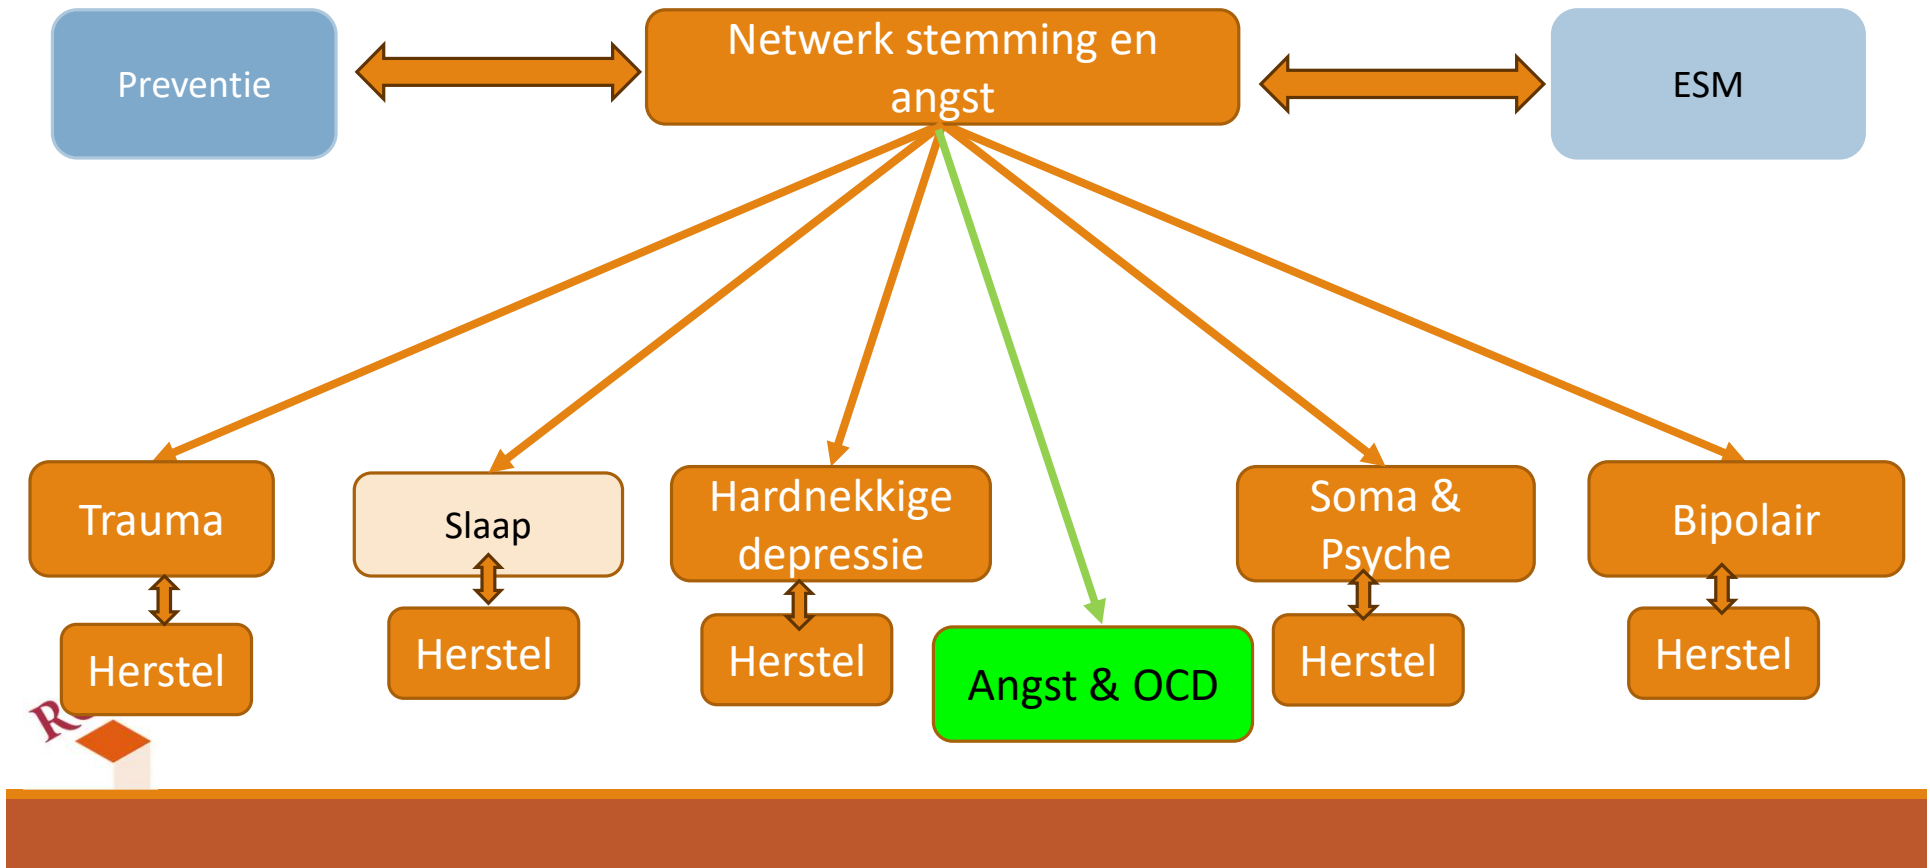 Netwerk stemming en
angst
Preventie
ESM
Trauma
Slaap
Hardnekkige
depressie
Soma &
Psyche
Bipolair
Herstel
Herstel
Herstel
Angst & OCD
Herstel
Herstel